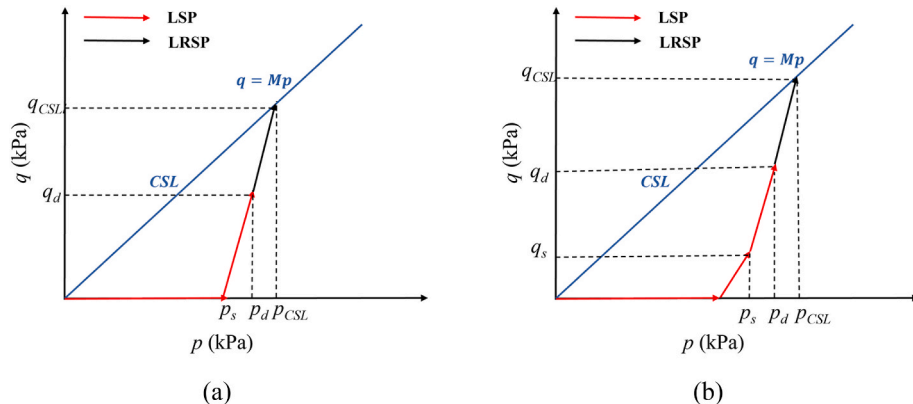 LSP
LRSP
q = Mp
q_CSL
q (kPa)
CSL
q_d
p_s p_d p_CSL
p (kPa)
(a)
LSP
LRSP
q = Mp
q_CSL
q (kPa)
q_d
CSL
q_s
p_s p_d p_CSL
p (kPa)
(b)